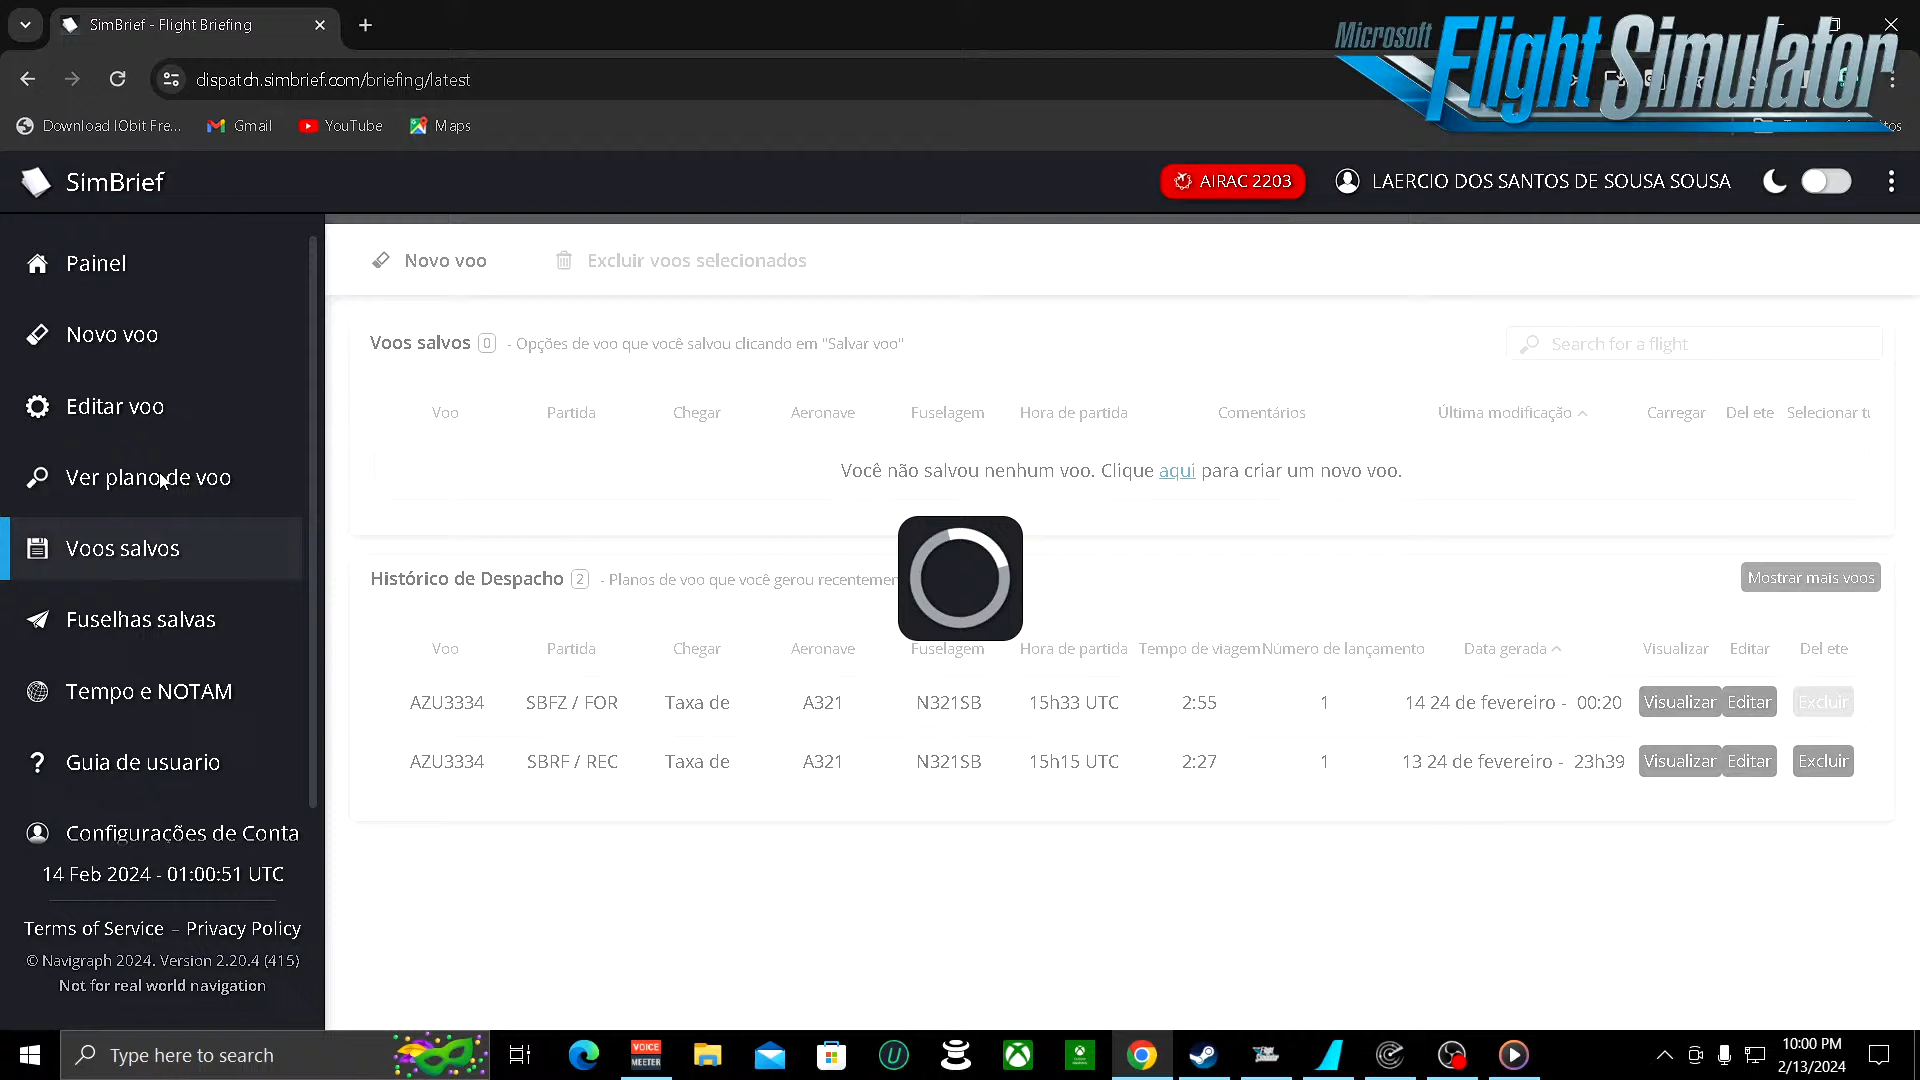 SimBrief - Flight Briefing
Microsoft
Flight Simulator
dispatch.simbrief.com/briefing/latest
Download IObit Fre...
Gmail
YouTube
Maps
SimBrief
AIRAC 2203
LAERCIO DOS SANTOS DE SOUSA SOUSA
Painel
Novo voo
Editar voo
Ver plano de voo
Voos salvos
Fuselhas salvas
Tempo e NOTAM
Guia de usuario
Configurações de Conta
14 Feb 2024 - 01:00:51 UTC
Terms of Service – Privacy Policy
© Navigraph 2024. Version 2.20.4 (415)
Not for real world navigation
Novo voo
Excluir voos selecionados
Voos salvos 0 - Opções de voo que você salvou clicando em "Salvar voo"
Search for a flight
Voo Partida Chegar Aeronave Fuselagem Hora de partida Comentários Última modificação Carregar Del ete Selecionar tu
Você não salvou nenhum voo. Clique aqui para criar um novo voo.
Histórico de Despacho 2 - Planos de voo que você gerou recentemen
Mostrar mais voos
Voo Partida Chegar Aeronave Fuselagem Hora de partida Tempo de viagem Número de lançamento Data gerada Visualizar Editar Del ete
AZU3334 SBFZ / FOR Taxa de A321 N321SB 15h33 UTC 2:55 1 14 24 de fevereiro - 00:20 Visualizar Editar Excluir
AZU3334 SBRF / REC Taxa de A321 N321SB 15h15 UTC 2:27 1 13 24 de fevereiro - 23h39 Visualizar Editar Excluir
Type here to search
VOICE
MEETER
10:00 PM
2/13/2024